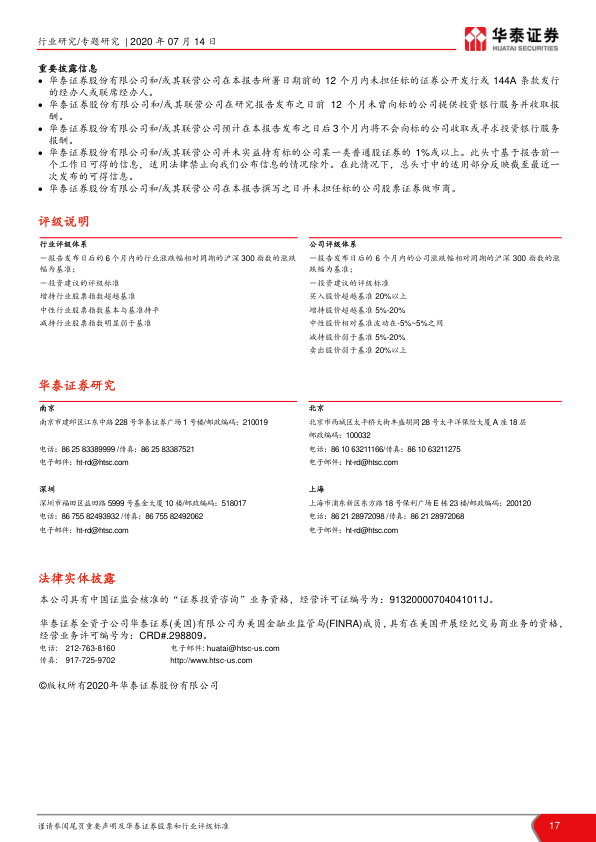 行业研究/专题研究 | 2020 年 07 月 14 日
华泰证券
HUATAI SECURITIES
重要披露信息
● 华泰证券股份有限公司和/或其联营公司在本报告所署日期前的 12 个月内未担任标的证券公开发行或 144A 条款发行
的经办人或联席经办人。
● 华泰证券股份有限公司和/或其联营公司在研究报告发布之日前 12 个月未曾向标的公司提供投资银行服务并收取报
酬。
● 华泰证券股份有限公司和/或其联营公司预计在本报告发布之日后3个月内将不会向标的公司收取或寻求投资银行服务
报酬。
● 华泰证券股份有限公司和/或其联营公司并未实益持有标的公司某一类普通股证券的 1%或以上。此头寸基于报告前一
个工作日可得的信息，适用法律禁止向我们公布信息的情况除外。在此情况下，总头寸中的适用部分反映截至最近一
次发布的可得信息。
● 华泰证券股份有限公司和/或其联营公司在本报告撰写之日并未担任标的公司股票证券做市商。
评级说明
行业评级体系
－报告发布日后的 6 个月内的行业涨跌幅相对同期的沪深 300 指数的涨跌
幅为基准；
－投资建议的评级标准
增持行业股票指数超越基准
中性行业股票指数基本与基准持平
减持行业股票指数明显弱于基准
公司评级体系
－报告发布日后的 6 个月内的公司涨跌幅相对同期的沪深 300 指数的涨
跌幅为基准；
－投资建议的评级标准
买入股价超越基准 20%以上
增持股价超越基准 5%-20%
中性股价相对基准波动在-5%~5%之间
减持股价弱于基准 5%-20%
卖出股价弱于基准 20%以上
华泰证券研究
南京
南京市建邺区江东中路 228 号华泰证券广场 1 号楼/邮政编码：210019
电话：86 25 83389999 /传真：86 25 83387521
电子邮件：ht-rd@htsc.com
北京
北京市西城区太平桥大街丰盛胡同 28 号太平洋保险大厦 A 座 18 层
邮政编码：100032
电话：86 10 63211166/传真：86 10 63211275
电子邮件：ht-rd@htsc.com
深圳
深圳市福田区益田路 5999 号基金大厦 10 楼/邮政编码：518017
电话：86 755 82493932 /传真：86 755 82492062
电子邮件：ht-rd@htsc.com
上海
上海市浦东新区东方路 18 号保利广场 E 栋 23 楼/邮政编码：200120
电话：86 21 28972098 /传真：86 21 28972068
电子邮件：ht-rd@htsc.com
法律实体披露
本公司具有中国证监会核准的“证券投资咨询”业务资格，经营许可证编号为：91320000704041011J。
华泰证券全资子公司华泰证券(美国)有限公司为美国金融业监管局(FINRA)成员，具有在美国开展经纪交易商业务的资格，
经营业务许可编号为：CRD#.298809。
电话： 212-763-8160 电子邮件: huatai@htsc-us.com
传真： 917-725-9702 http://www.htsc-us.com
©版权所有2020年华泰证券股份有限公司
谨请参阅尾页重要声明及华泰证券股票和行业评级标准
17